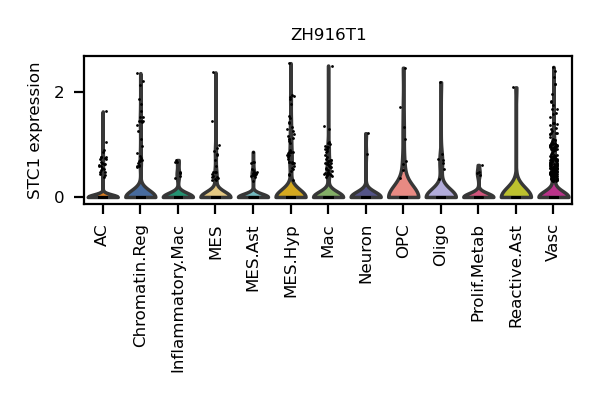 ZH916T1
STC1 expression
2
0
AC
Chromatin.Reg
Inflammatory.Mac
MES
MES.Ast
MES.Hyp
Mac
Neuron
OPC
Oligo
Prolif.Metab
Reactive.Ast
Vasc